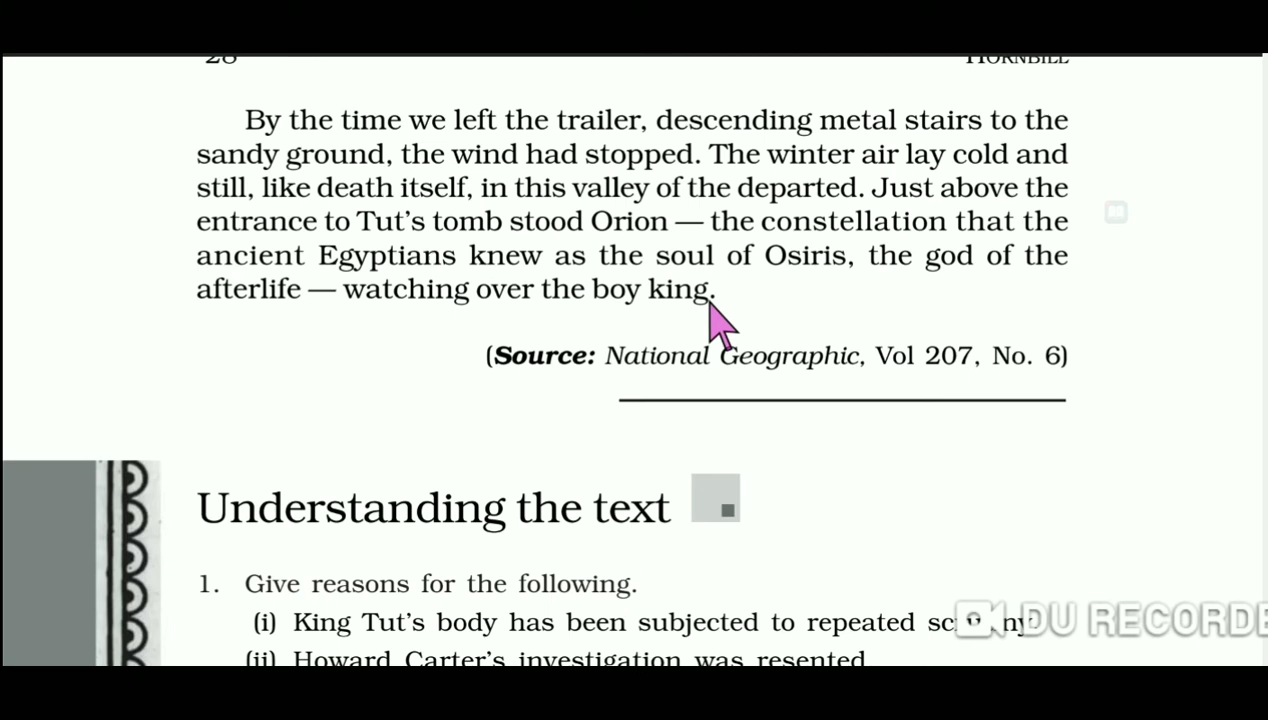 28 HORNBILL
By the time we left the trailer, descending metal stairs to the
sandy ground, the wind had stopped. The winter air lay cold and
still, like death itself, in this valley of the departed. Just above the
entrance to Tut's tomb stood Orion — the constellation that the
ancient Egyptians knew as the soul of Osiris, the god of the
afterlife — watching over the boy king.
(Source: National Geographic, Vol 207, No. 6)
Understanding the text
1. Give reasons for the following.
(i) King Tut's body has been subjected to repeated
DU RECORDE
(ii) Howard Carter's investigation was resented